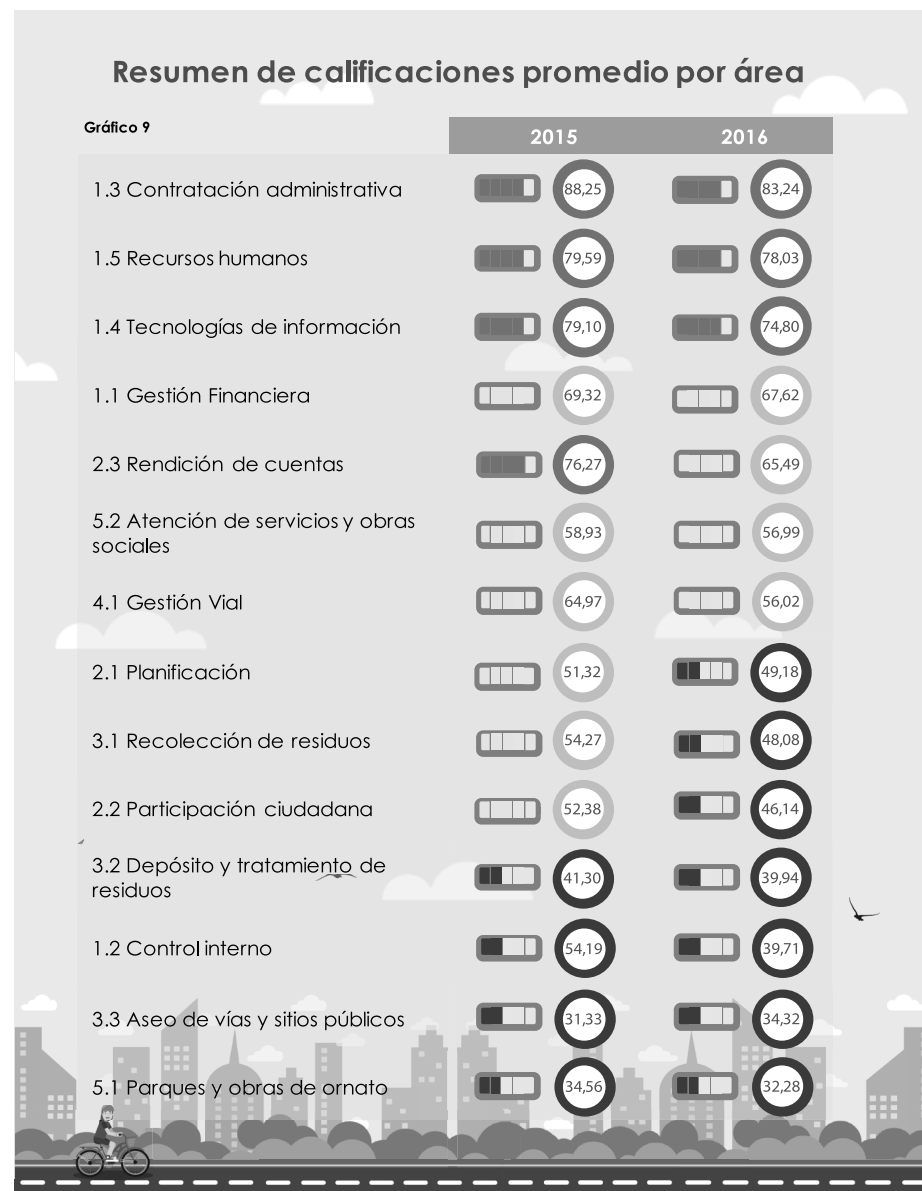 Resumen de calificaciones promedio por área
Gráfico 9
2015 2016
1.3 Contratación administrativa 88,25 83,24
1.5 Recursos humanos 79,59 78,03
1.4 Tecnologías de información 79,10 74,80
1.1 Gestión Financiera 69,32 67,62
2.3 Rendición de cuentas 76,27 65,49
5.2 Atención de servicios y obras
sociales 58,93 56,99
4.1 Gestión Vial 64,97 56,02
2.1 Planificación 51,32 49,18
3.1 Recolección de residuos 54,27 48,08
2.2 Participación ciudadana 52,38 46,14
3.2 Depósito y tratamiento de
residuos 41,30 39,94
1.2 Control interno 54,19 39,71
3.3 Aseo de vías y sitios públicos 31,33 34,32
5.1 Parques y obras de ornato 34,56 32,28